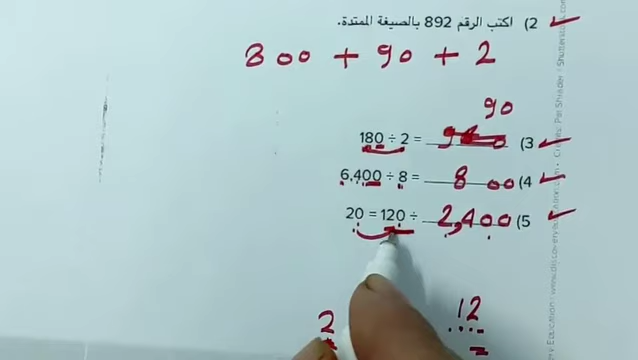 2) اكتب الرقم 892 بالصيغة الممتدة.
800 + 90 + 2
90
3) 180 ÷ 2 =
4) 6,400 ÷ 8 = 800
5) 2,400 ÷ 120 = 20
2
12